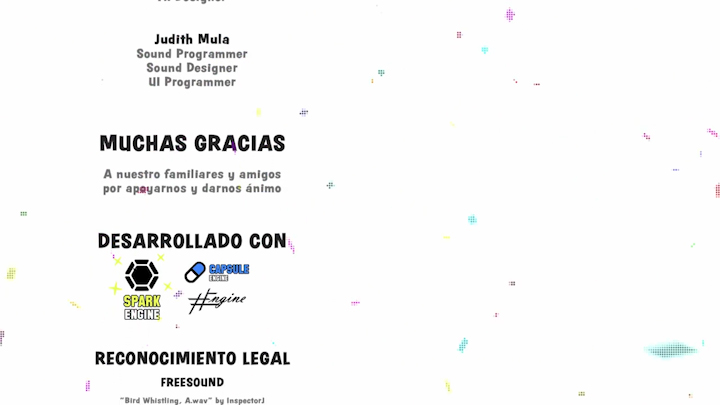 Judith Mula
Sound Programmer
Sound Designer
UI Programmer
MUCHAS GRACIAS
A nuestro familiares y amigos
por apoyarnos y darnos ánimo
DESARROLLADO CON
SPARK
ENGINE
CAPSULE
ENGINE
#Engine
RECONOCIMIENTO LEGAL
FREESOUND
"Bird Whistling, A.wav" by InspectorJ